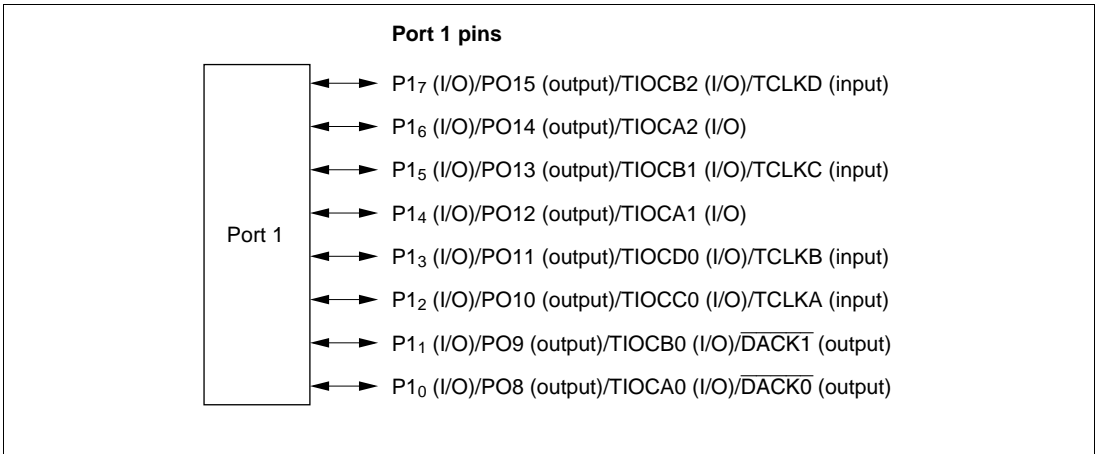 Port 1 pins
P1₇ (I/O)/PO15 (output)/TIOCB2 (I/O)/TCLKD (input)
P1₆ (I/O)/PO14 (output)/TIOCA2 (I/O)
P1₅ (I/O)/PO13 (output)/TIOCB1 (I/O)/TCLKC (input)
P1₄ (I/O)/PO12 (output)/TIOCA1 (I/O)
Port 1
P1₃ (I/O)/PO11 (output)/TIOCD0 (I/O)/TCLKB (input)
P1₂ (I/O)/PO10 (output)/TIOCC0 (I/O)/TCLKA (input)
P1₁ (I/O)/PO9 (output)/TIOCB0 (I/O)/D̅A̅C̅K̅1̅ (output)
P1₀ (I/O)/PO8 (output)/TIOCA0 (I/O)/D̅A̅C̅K̅0̅ (output)